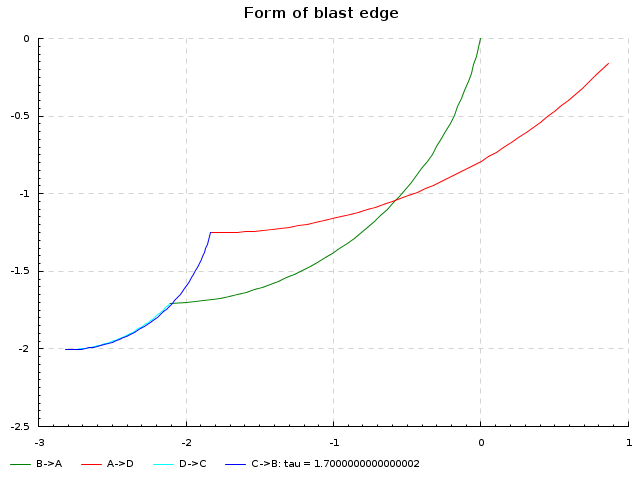 Form of blast edge
0
-0.5
-1
-1.5
-2
-2.5
-3 -2 -1 0 1
B->A A->D D->C C->B: tau = 1.7000000000000002